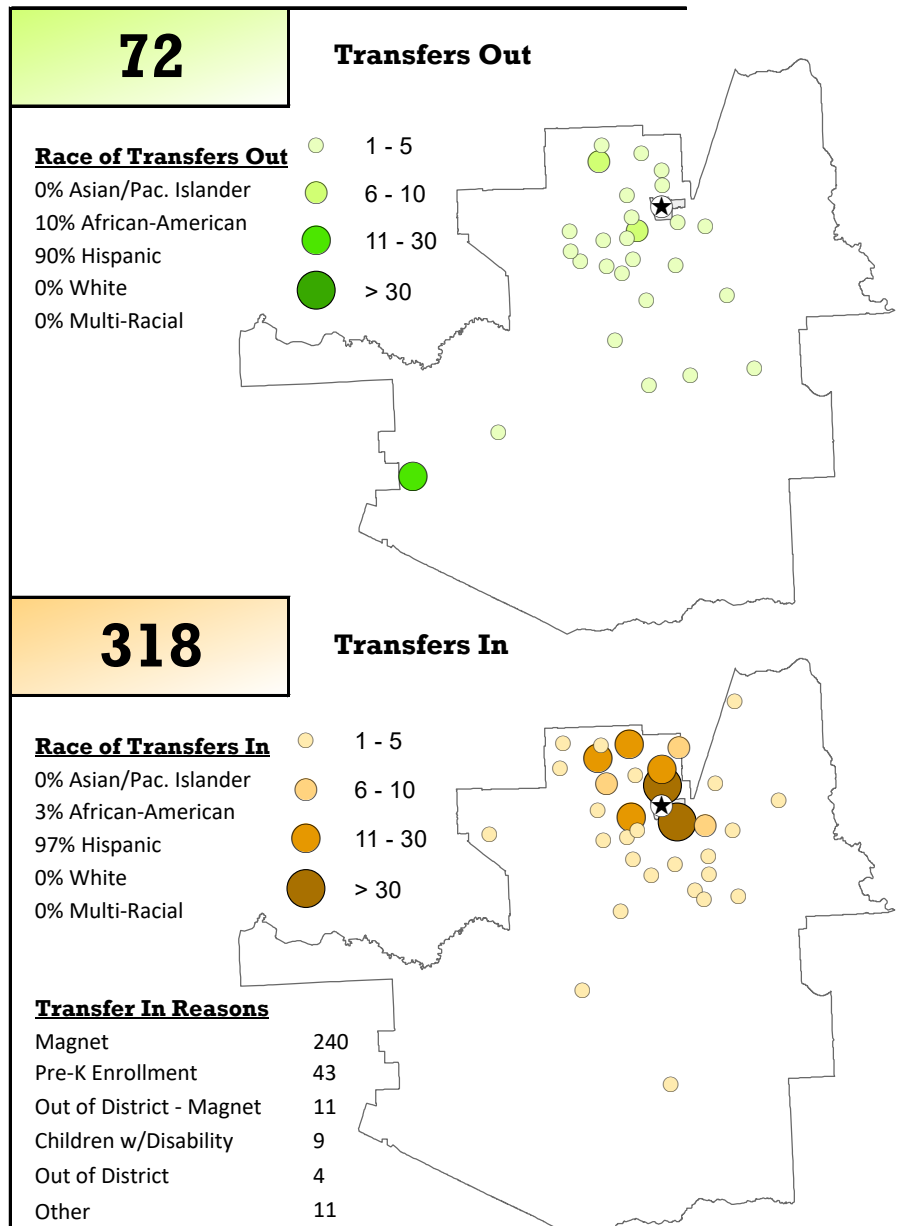 72
Transfers Out
Race of Transfers Out
0% Asian/Pac. Islander
10% African-American
90% Hispanic
0% White
0% Multi-Racial
1 - 5
6 - 10
11 - 30
> 30
318
Transfers In
Race of Transfers In
0% Asian/Pac. Islander
3% African-American
97% Hispanic
0% White
0% Multi-Racial
1 - 5
6 - 10
11 - 30
> 30
Transfer In Reasons
Magnet 240
Pre-K Enrollment 43
Out of District - Magnet 11
Children w/Disability 9
Out of District 4
Other 11